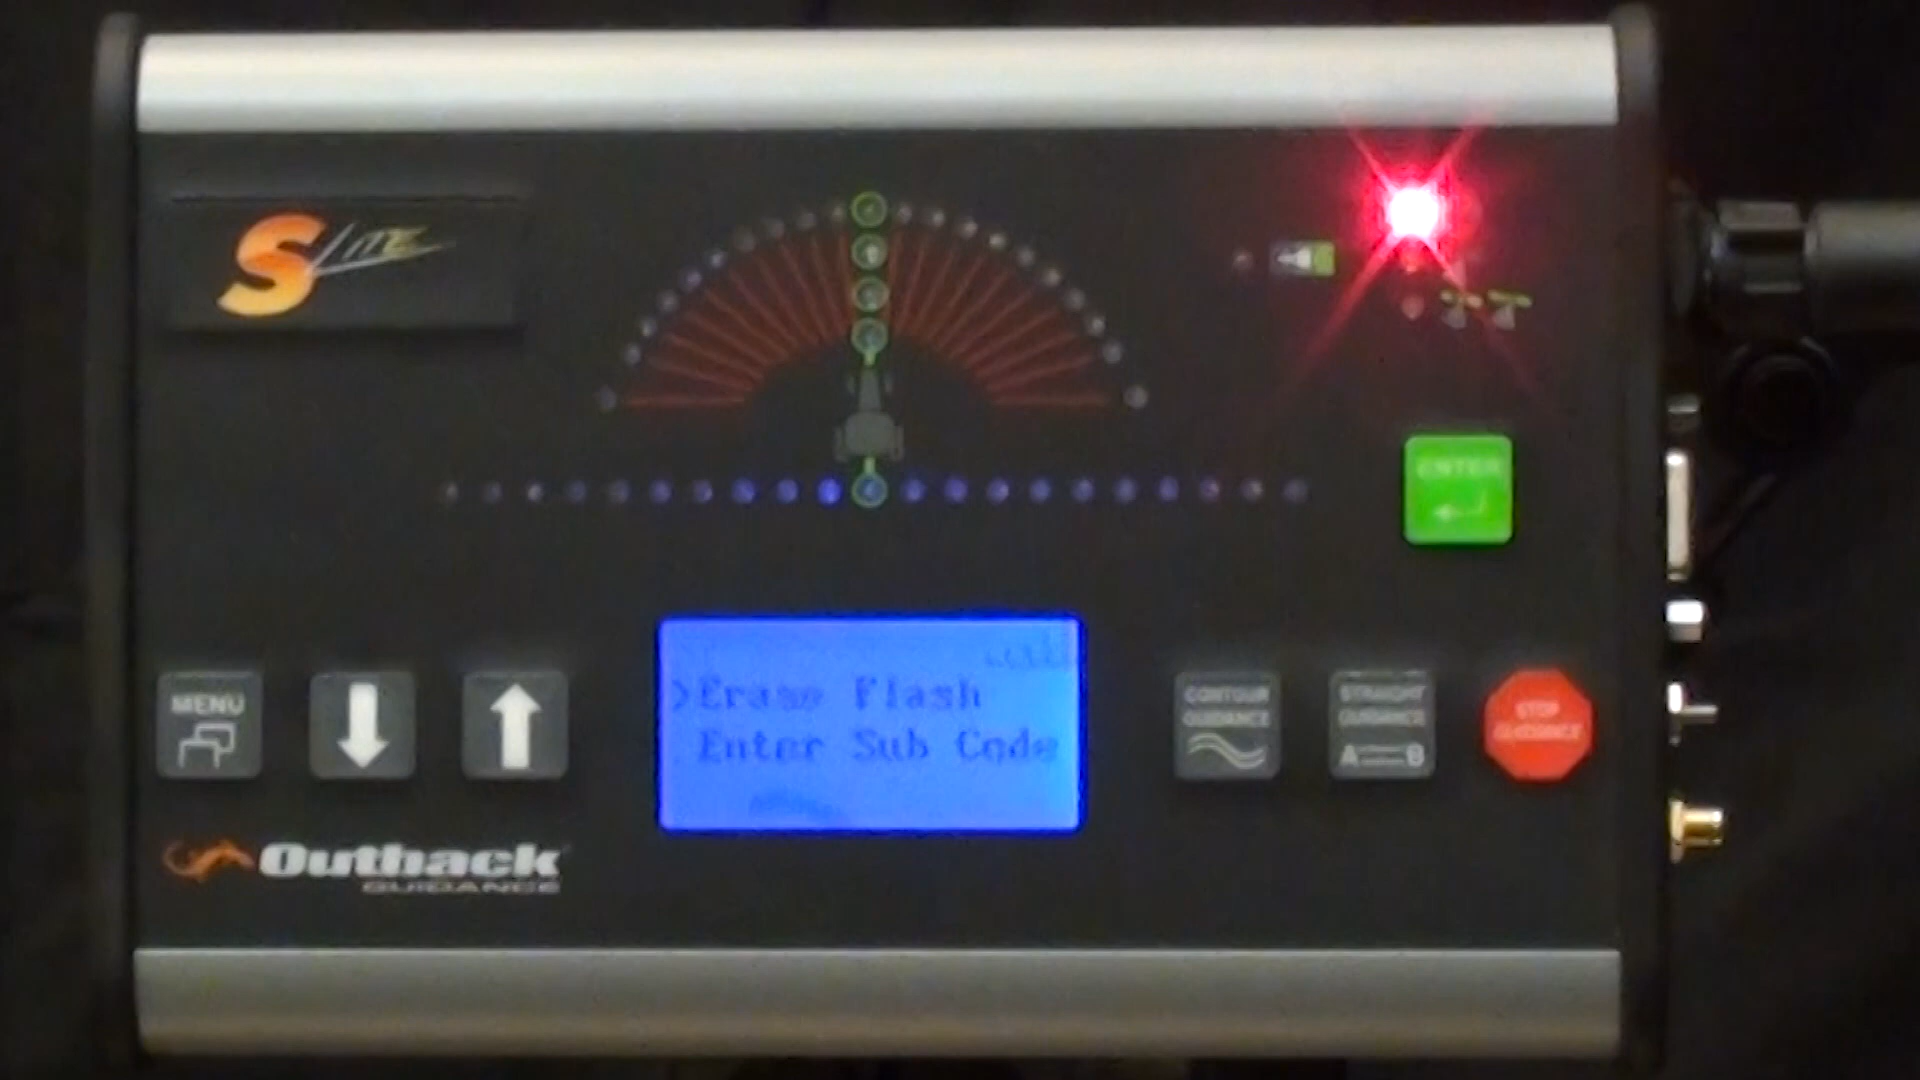 S LITE
ENTER
MENU
>Erase Flash
Enter Sub Code
CONTOUR
GUIDANCE
STRAIGHT
GUIDANCE
A B
STOP
GUIDANCE
Outback
GUIDANCE